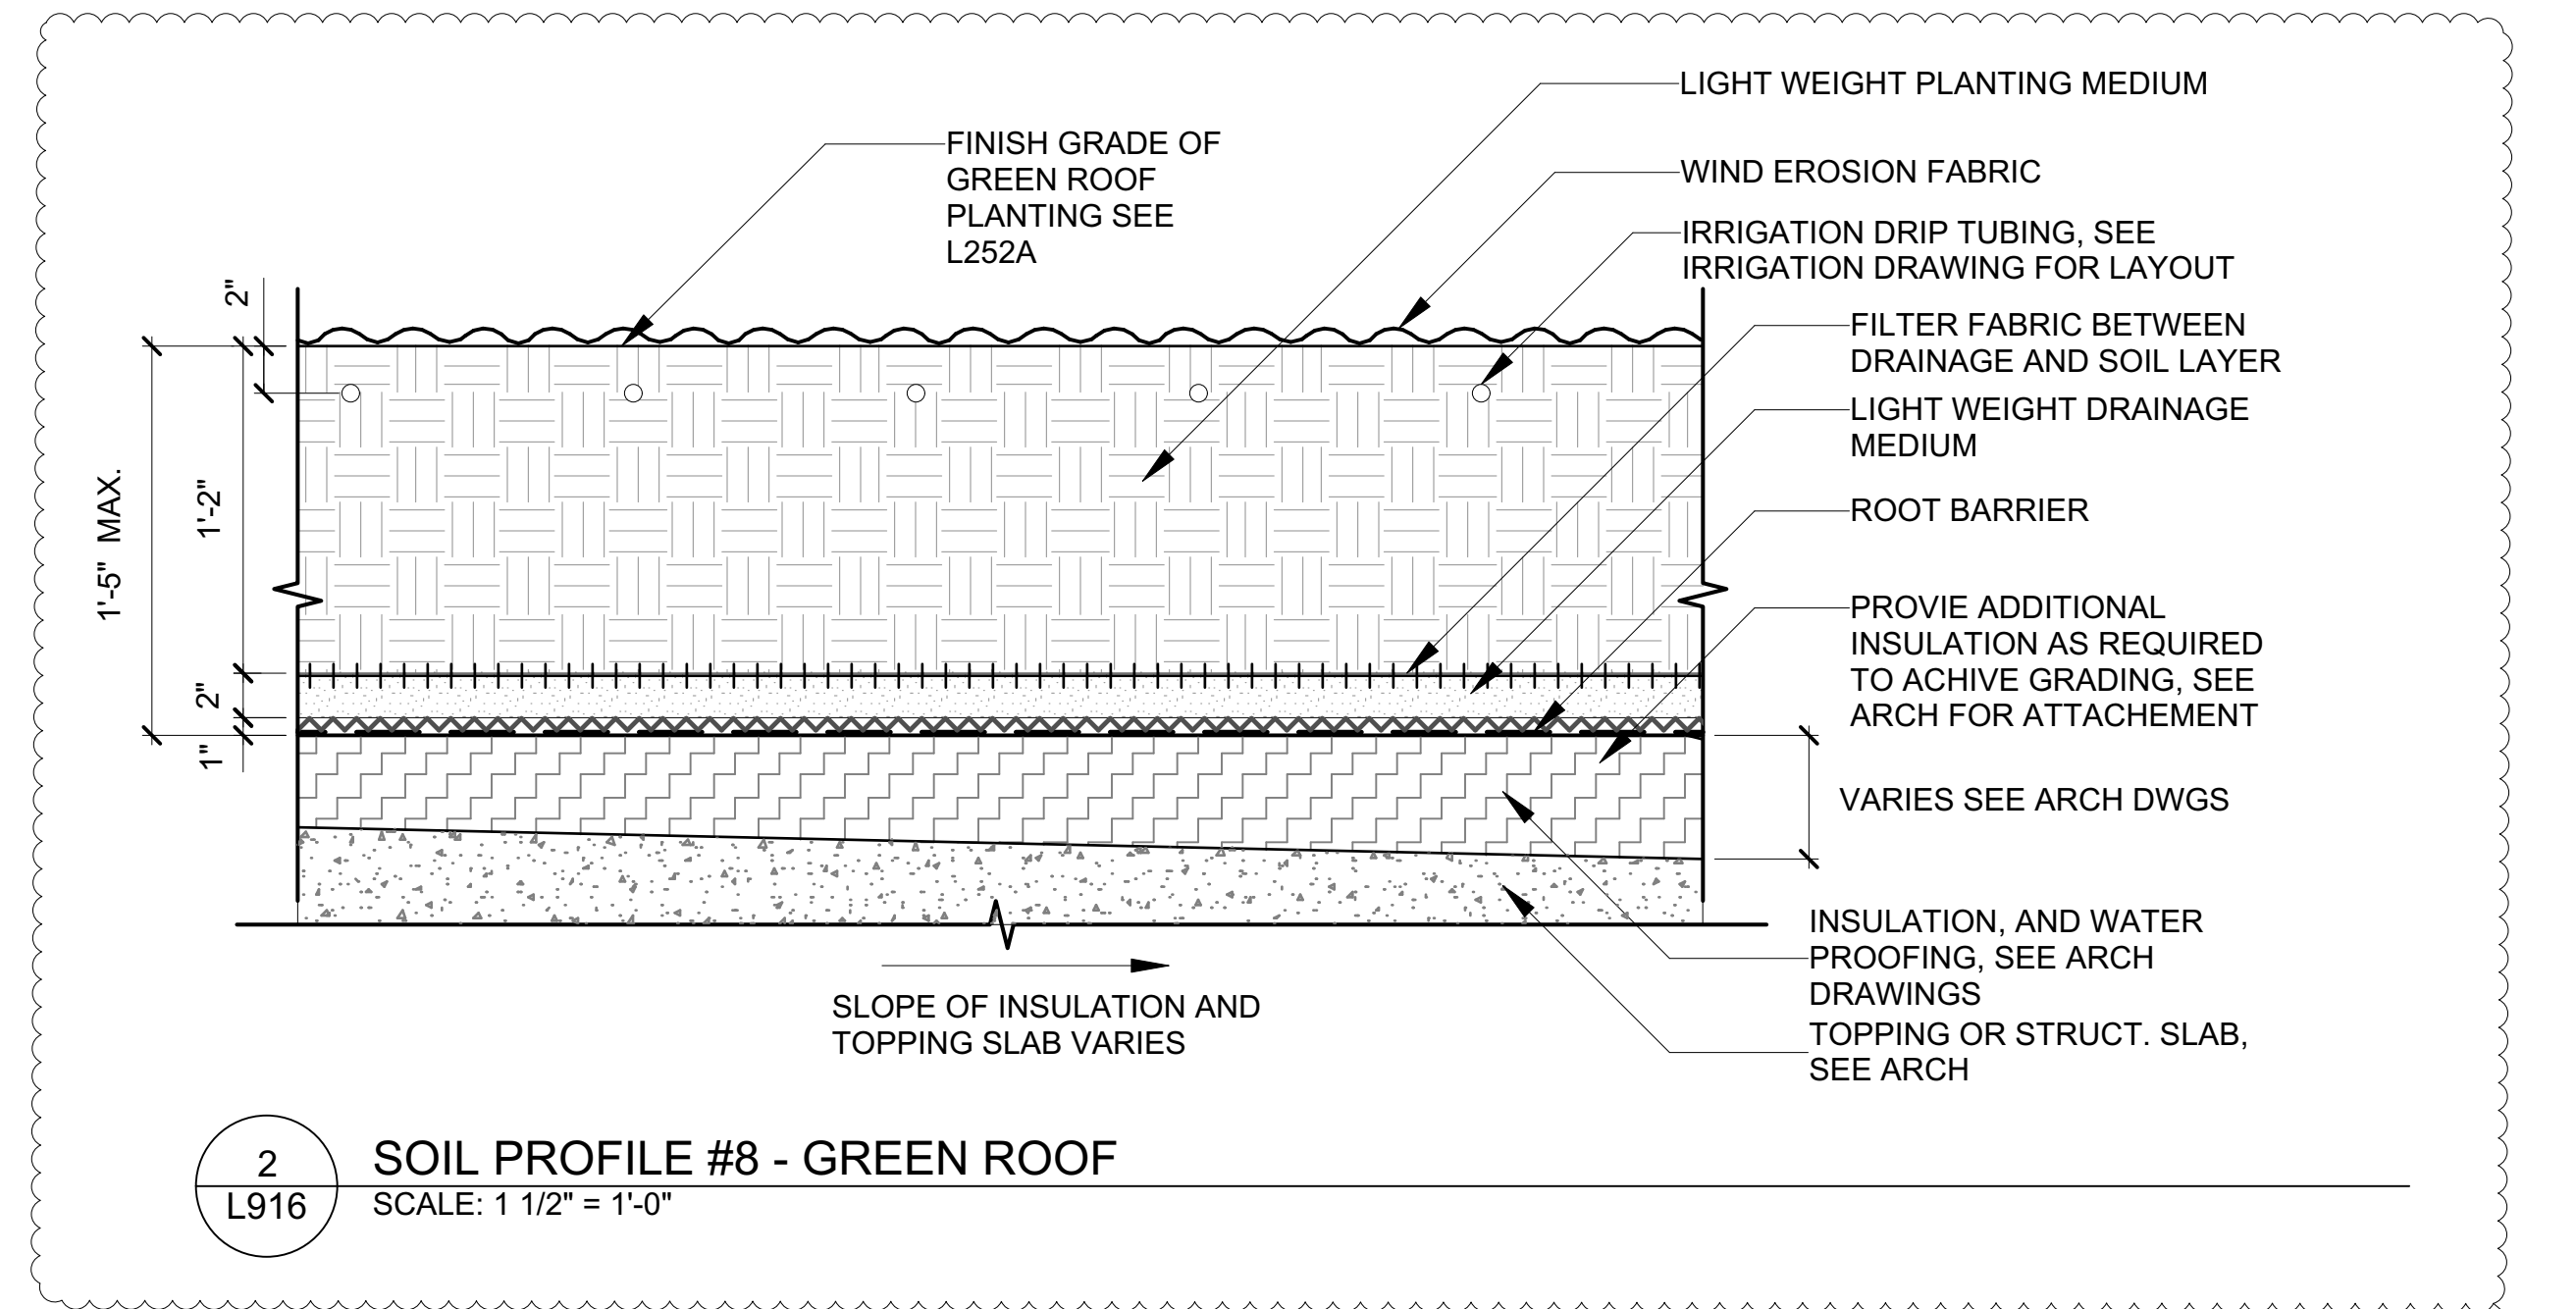 LIGHT WEIGHT PLANTING MEDIUM
FINISH GRADE OF
GREEN ROOF
PLANTING SEE
L252A
WIND EROSION FABRIC
IRRIGATION DRIP TUBING, SEE
IRRIGATION DRAWING FOR LAYOUT
FILTER FABRIC BETWEEN
DRAINAGE AND SOIL LAYER
LIGHT WEIGHT DRAINAGE
MEDIUM
ROOT BARRIER
PROVIE ADDITIONAL
INSULATION AS REQUIRED
TO ACHIVE GRADING, SEE
ARCH FOR ATTACHEMENT
VARIES SEE ARCH DWGS
INSULATION, AND WATER
PROOFING, SEE ARCH
DRAWINGS
TOPPING OR STRUCT. SLAB,
SEE ARCH
2"
1'-5" MAX.
1'-2"
2"
1"
SLOPE OF INSULATION AND
TOPPING SLAB VARIES
2
L916
SOIL PROFILE #8 - GREEN ROOF
SCALE: 1 1/2" = 1'-0"